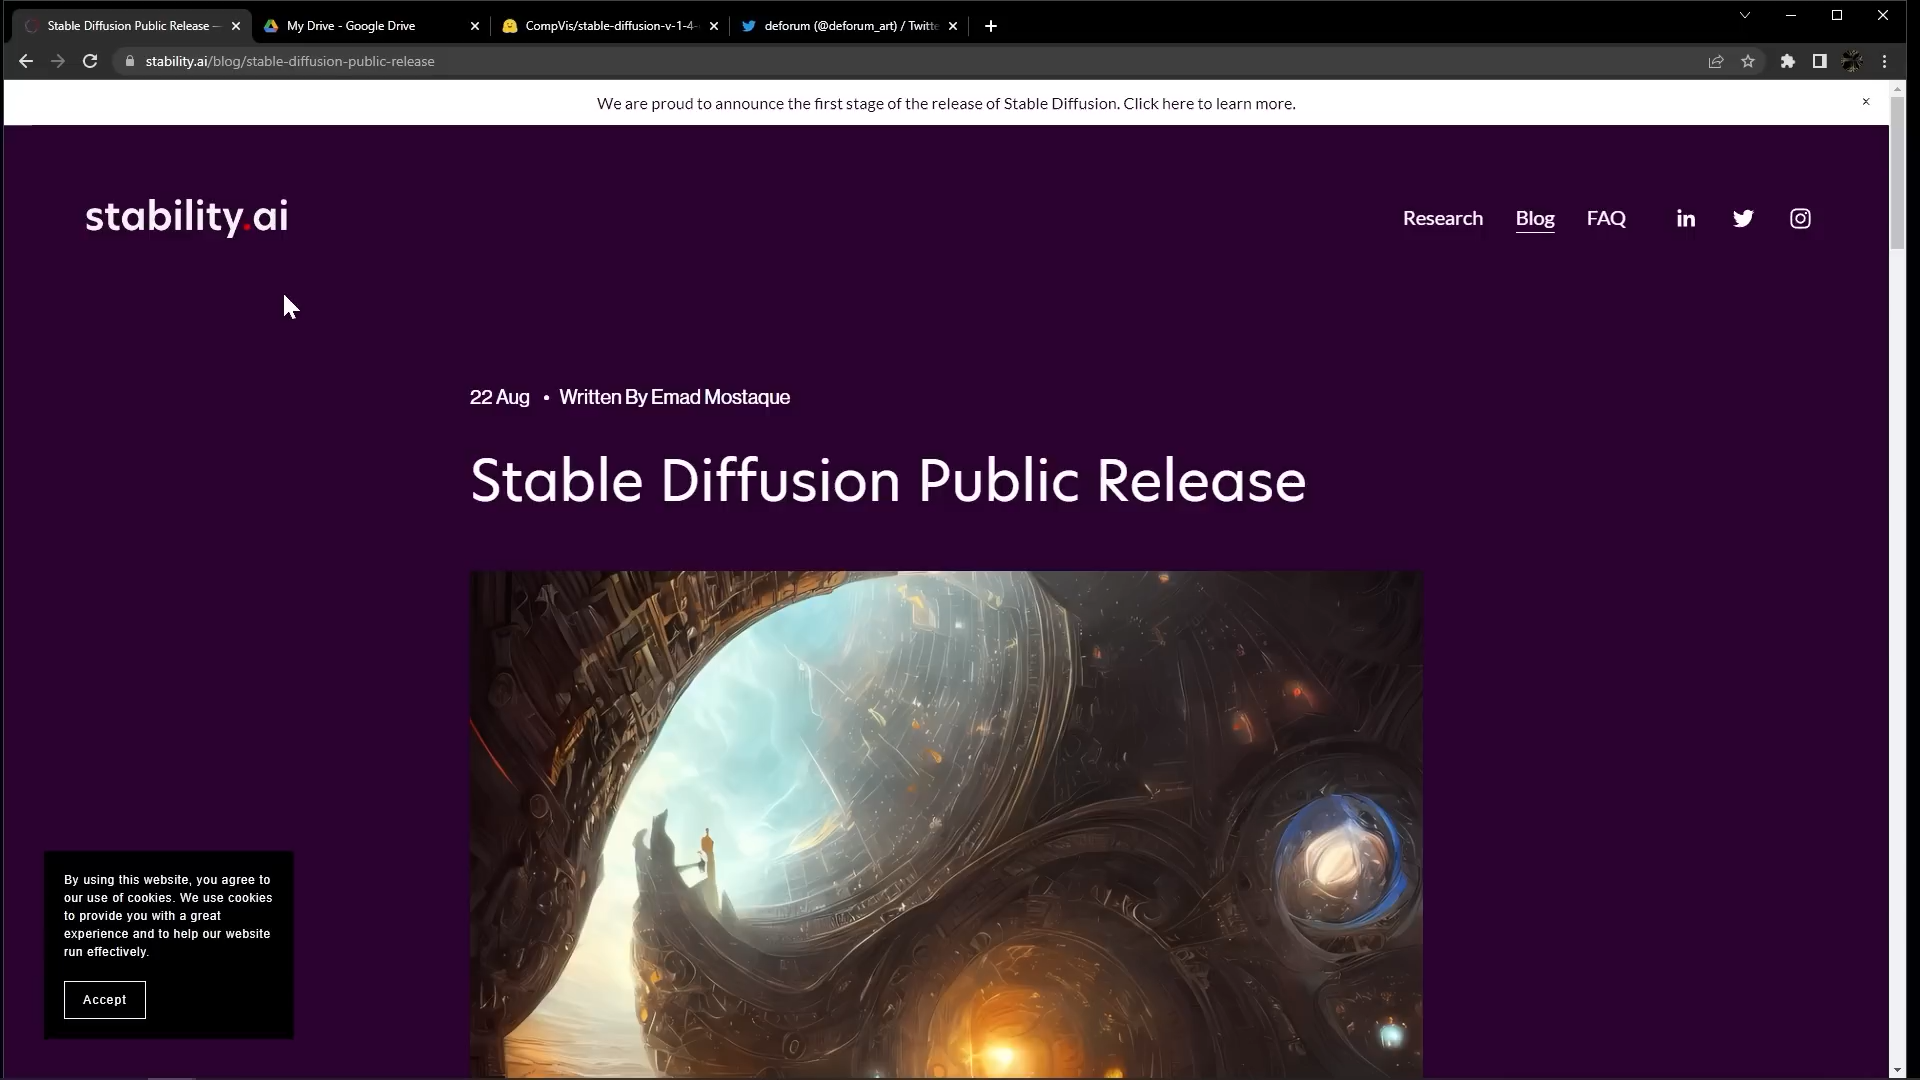 Stable Diffusion Public Release —
My Drive - Google Drive
CompVis/stable-diffusion-v-1-4-
deforum (@deforum_art) / Twitte
stability.ai/blog/stable-diffusion-public-release
We are proud to announce the first stage of the release of Stable Diffusion. Click here to learn more.
stability.ai
Research Blog FAQ
22 Aug • Written By Emad Mostaque
Stable Diffusion Public Release
By using this website, you agree to
our use of cookies. We use cookies
to provide you with a great
experience and to help our website
run effectively.
Accept